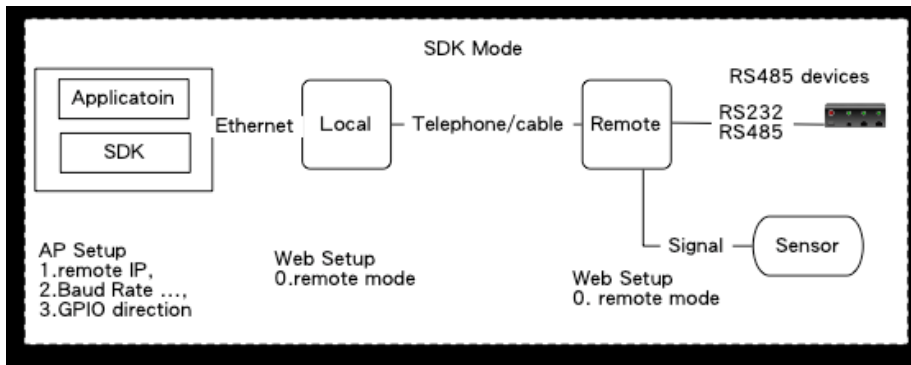 SDK Mode
RS485 devices
Applicatoin
SDK
Ethernet
Local
Telephone/cable
Remote
RS232
RS485
Signal
Sensor
AP Setup
1.remote IP,
2.Baud Rate ...,
3.GPIO direction
Web Setup
0.remote mode
Web Setup
0. remote mode